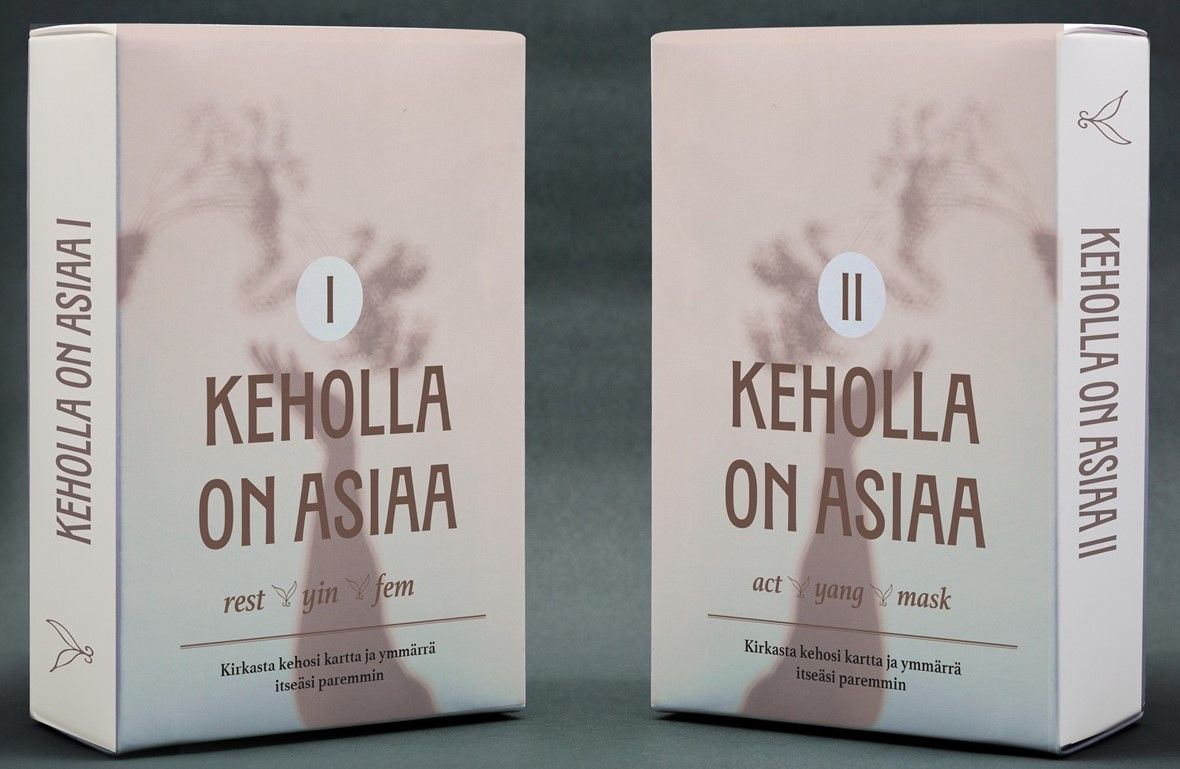 KEHOLLA ON ASIAA I
I
KEHOLLA
ON ASIAA
rest yin fem
Kirkasta kehosi kartta ja ymmärrä
itseäsi paremmin
II
KEHOLLA
ON ASIAA
act yang mask
Kirkasta kehosi kartta ja ymmärrä
itseäsi paremmin
KEHOLLA ON ASIAA II